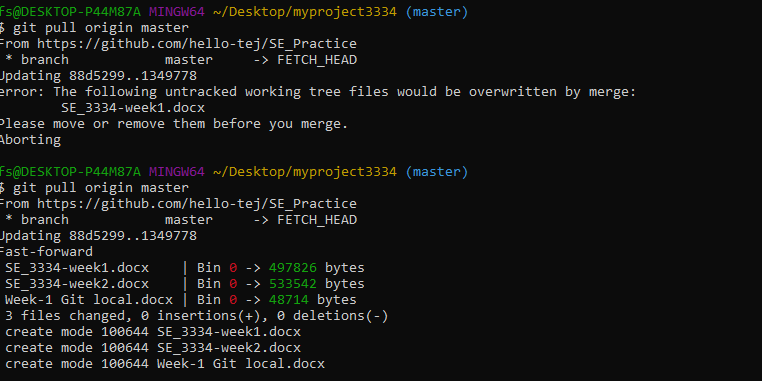 fs@DESKTOP-P44M87A MINGW64 ~/Desktop/myproject3334 (master)
$ git pull origin master
From https://github.com/hello-tej/SE_Practice
 * branch            master     -> FETCH_HEAD
Updating 88d5299..1349778
error: The following untracked working tree files would be overwritten by merge:
        SE_3334-week1.docx
Please move or remove them before you merge.
Aborting
fs@DESKTOP-P44M87A MINGW64 ~/Desktop/myproject3334 (master)
$ git pull origin master
From https://github.com/hello-tej/SE_Practice
 * branch            master     -> FETCH_HEAD
Updating 88d5299..1349778
Fast-forward
 SE_3334-week1.docx    | Bin 0 -> 497826 bytes
 SE_3334-week2.docx    | Bin 0 -> 533542 bytes
 Week-1 Git local.docx | Bin 0 -> 48714 bytes
 3 files changed, 0 insertions(+), 0 deletions(-)
 create mode 100644 SE_3334-week1.docx
 create mode 100644 SE_3334-week2.docx
 create mode 100644 Week-1 Git local.docx